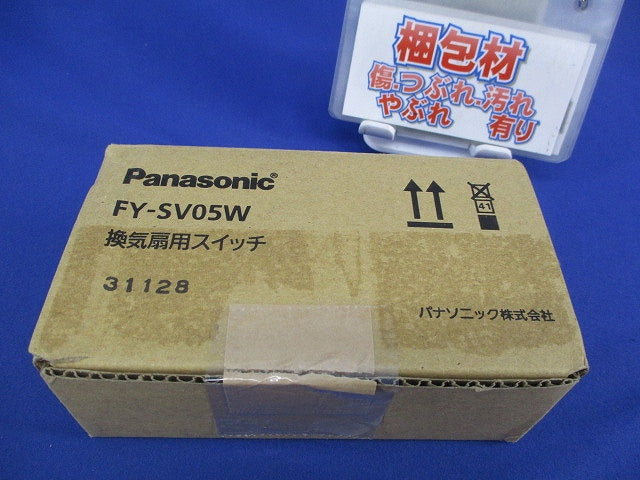 梱包材
傷・つぶれ・汚れ
やぶれ 有り
Panasonic
FY-SV05W
換気扇用スイッチ
31128
41
パナソニック株式会社